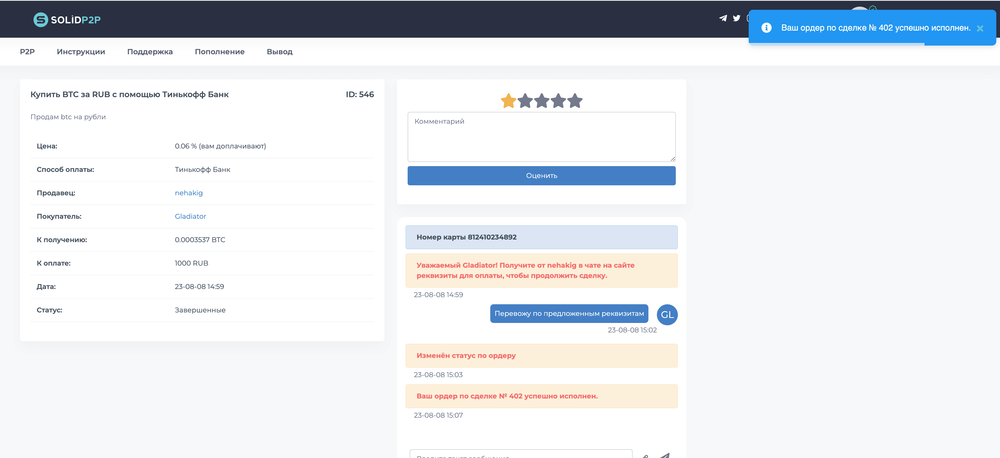 SOLIDP2P
Ваш ордер по сделке № 402 успешно исполнен.
P2P Инструкции Поддержка Пополнение Вывод
Купить BTC за RUB с помощью Тинькофф Банк ID: 546
Продам btc на рубли
Цена: 0.06 % (вам доплачивают)
Способ оплаты: Тинькофф Банк
Продавец: nehakig
Покупатель: Gladiator
К получению: 0.0003537 BTC
К оплате: 1000 RUB
Дата: 23-08-08 14:59
Статус: Завершенные
Комментарий
Оценить
Номер карты 812410234892
Уважаемый Gladiator! Получите от nehakig в чате на сайте
реквизиты для оплаты, чтобы продолжить сделку.
23-08-08 14:59
Перевожу по предложенным реквизитам GL
23-08-08 15:02
Изменён статус по ордеру
23-08-08 15:03
Ваш ордер по сделке № 402 успешно исполнен.
23-08-08 15:07